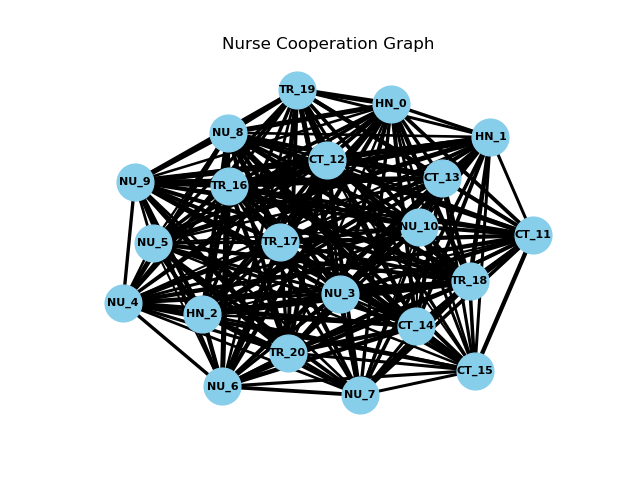 Nurse Cooperation Graph
TR_19
HN_0
NU_8
HN_1
CT_12
CT_13
NU_9
TR_16
NU_10
CT_11
NU_5
TR_17
TR_18
NU_3
NU_4
HN_2
CT_14
TR_20
CT_15
NU_6
NU_7